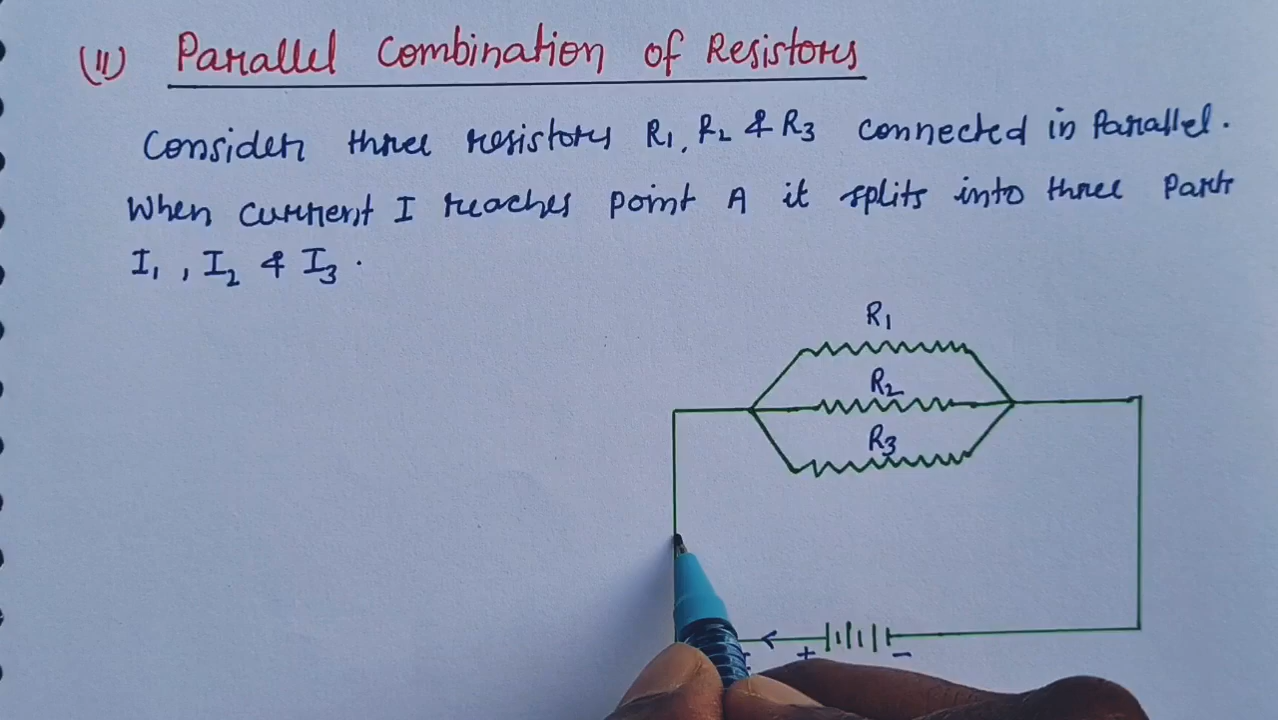 (II) Parallel Combination of Resistors
Consider three resistors R1, R2 & R3 connected in Parallel.
When current I reaches point A it splits into three Parts
I1, I2 & I3.
R1
R2
R3
+ −